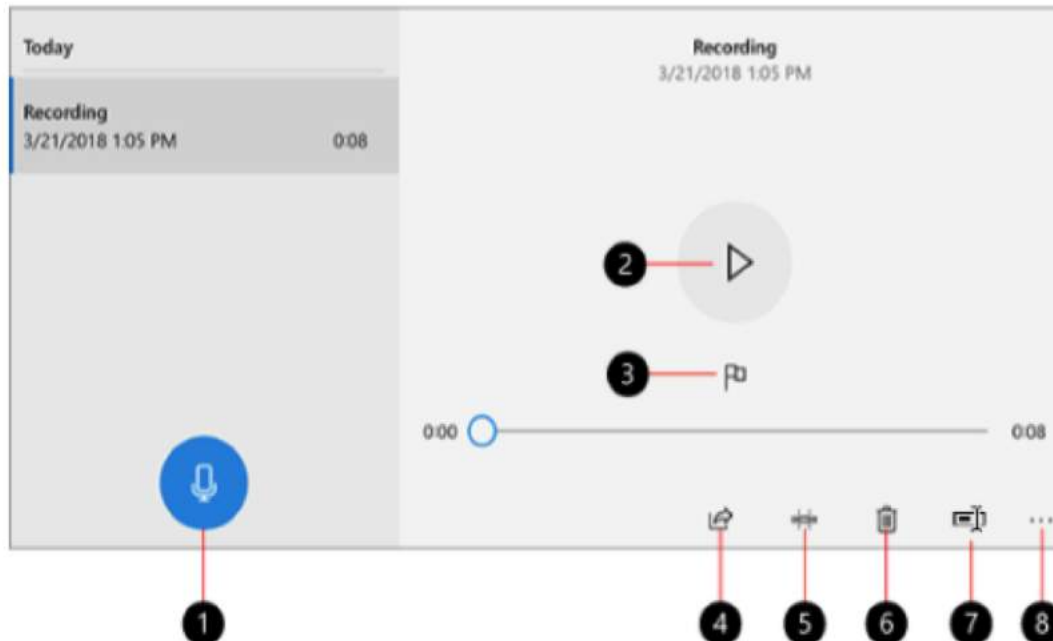 Today
Recording
3/21/2018 1:05 PM 0:08
Recording
3/21/2018 1:05 PM
2
3
0:00 0:08
1 4 5 6 7 8